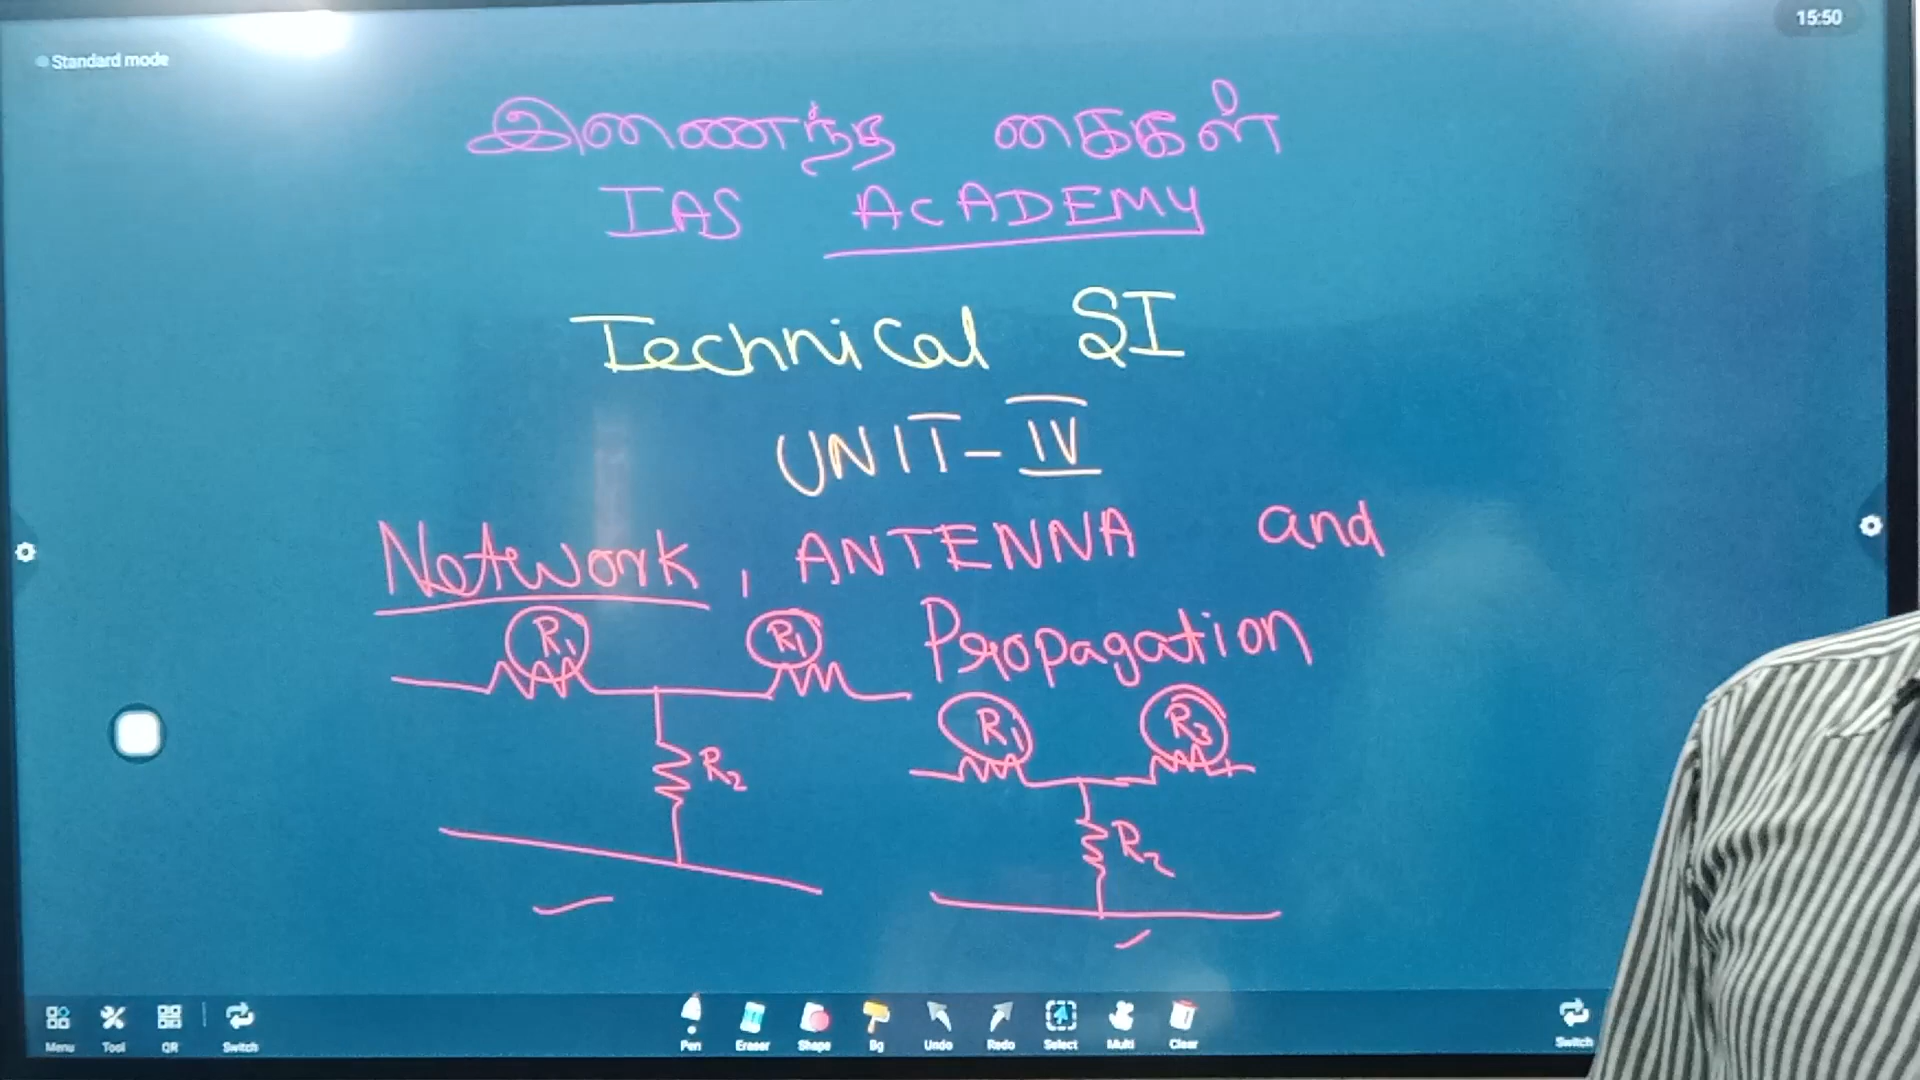 15:50
Standard mode
இணைந்த கைகள்
IAS ACADEMY
Technical SI
UNIT-IV
Network, ANTENNA and
Propagation
R1 R1
R2
R1 R3
R2
Menu Tool QR Switch Pen Eraser Shape Bg Undo Redo Select Multi Clear Switch